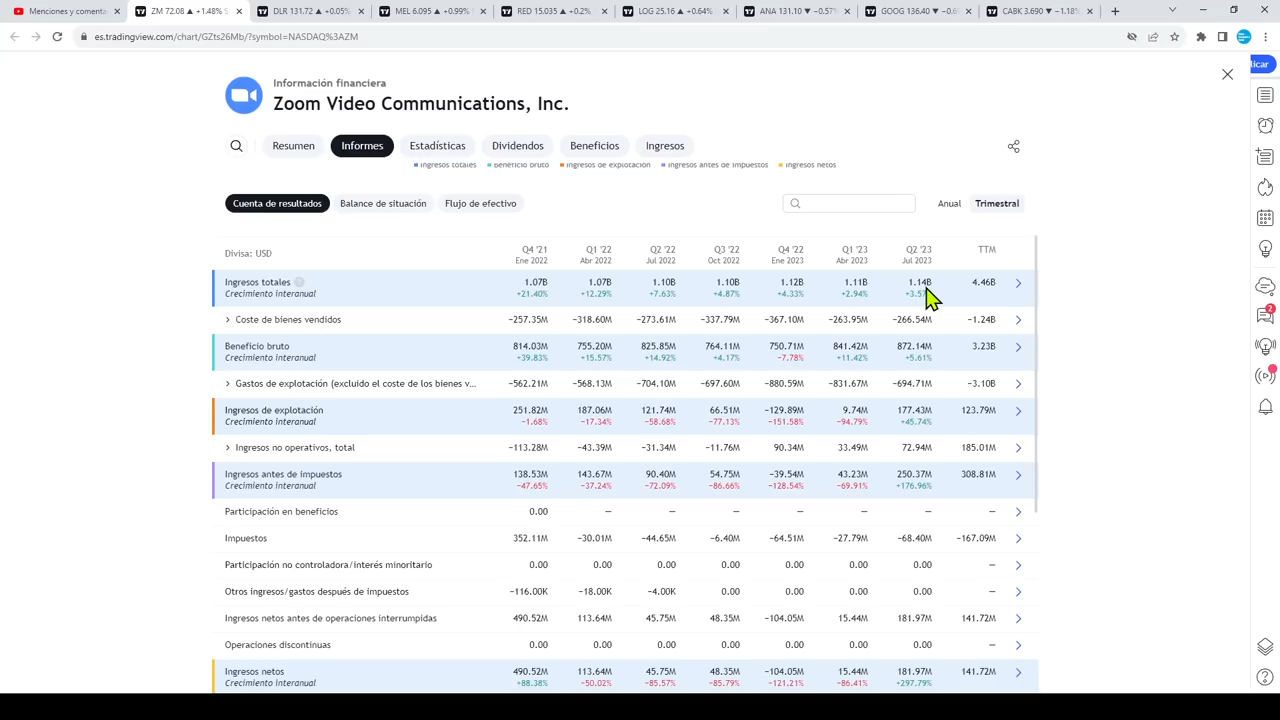 Menciones y comenta
ZM 72.08 ▲ +1.48% S
DLR 131.72 ▲ +0.05%
MEL 6.095 ▲ +0.99%
RED 15.035 ▲ +0.2%
LOG 25.16 ▲ +0.64%
ANA 131.10 ▼ −0.57%
GOOG 136.40 ▼ −0.6
CABK 3.690 ▼ −1.18%
es.tradingview.com/chart/GZts26Mb/?symbol=NASDAQ%3AZM
licar
Información financiera
Zoom Video Communications, Inc.
Resumen Informes Estadísticas Dividendos Beneficios Ingresos
Ingresos totales Beneficio bruto Ingresos de explotación Ingresos antes de impuestos Ingresos netos
Cuenta de resultados Balance de situación Flujo de efectivo Anual Trimestral
Divisa: USD
Q4 '21 Q1 '22 Q2 '22 Q3 '22 Q4 '22 Q1 '23 Q2 '23 TTM
Ene 2022 Abr 2022 Jul 2022 Oct 2022 Ene 2023 Abr 2023 Jul 2023
Ingresos totales 1.07B 1.07B 1.10B 1.10B 1.12B 1.11B 1.14B 4.46B
Crecimiento interanual +21.40% +12.29% +7.63% +4.87% +4.33% +2.94%
Coste de bienes vendidos −257.35M −318.60M −273.61M −337.79M −367.10M −263.95M −266.54M −1.24B
Beneficio bruto 814.03M 755.20M 825.85M 764.11M 750.71M 841.42M 872.14M 3.23B
Crecimiento interanual +39.83% +15.57% +14.92% +4.17% −7.78% +11.42% +5.61%
Gastos de explotación (excluido el coste de los bienes v... −562.21M −568.13M −704.10M −697.60M −880.59M −831.67M −694.71M −3.10B
Ingresos de explotación 251.82M 187.06M 121.74M 66.51M −129.89M 9.74M 177.43M 123.79M
Crecimiento interanual −1.68% −17.34% −58.68% −77.13% −151.58% −94.79% +45.74%
Ingresos no operativos, total −113.28M −43.39M −31.34M −11.76M 90.34M 33.49M 72.94M 185.01M
Ingresos antes de impuestos 138.53M 143.67M 90.40M 54.75M −39.54M 43.23M 250.37M 308.81M
Crecimiento interanual −47.65% −37.24% −72.09% −86.66% −128.54% −69.91% +176.96%
Participación en beneficios 0.00 — — — — — — —
Impuestos 352.11M −30.01M −44.65M −6.40M −64.51M −27.79M −68.40M −167.09M
Participación no controladora/interés minoritario 0.00 0.00 0.00 0.00 0.00 0.00 0.00 —
Otros ingresos/gastos después de impuestos −116.00K −18.00K −4.00K 0.00 0.00 0.00 0.00 —
Ingresos netos antes de operaciones interrumpidas 490.52M 113.64M 45.75M 48.35M −104.05M 15.44M 181.97M 141.72M
Operaciones discontinuas 0.00 0.00 0.00 0.00 0.00 0.00 0.00 —
Ingresos netos 490.52M 113.64M 45.75M 48.35M −104.05M 15.44M 181.97M 141.72M
Crecimiento interanual +88.38% −50.02% −85.57% −85.79% −121.21% −86.41% +297.79%
2